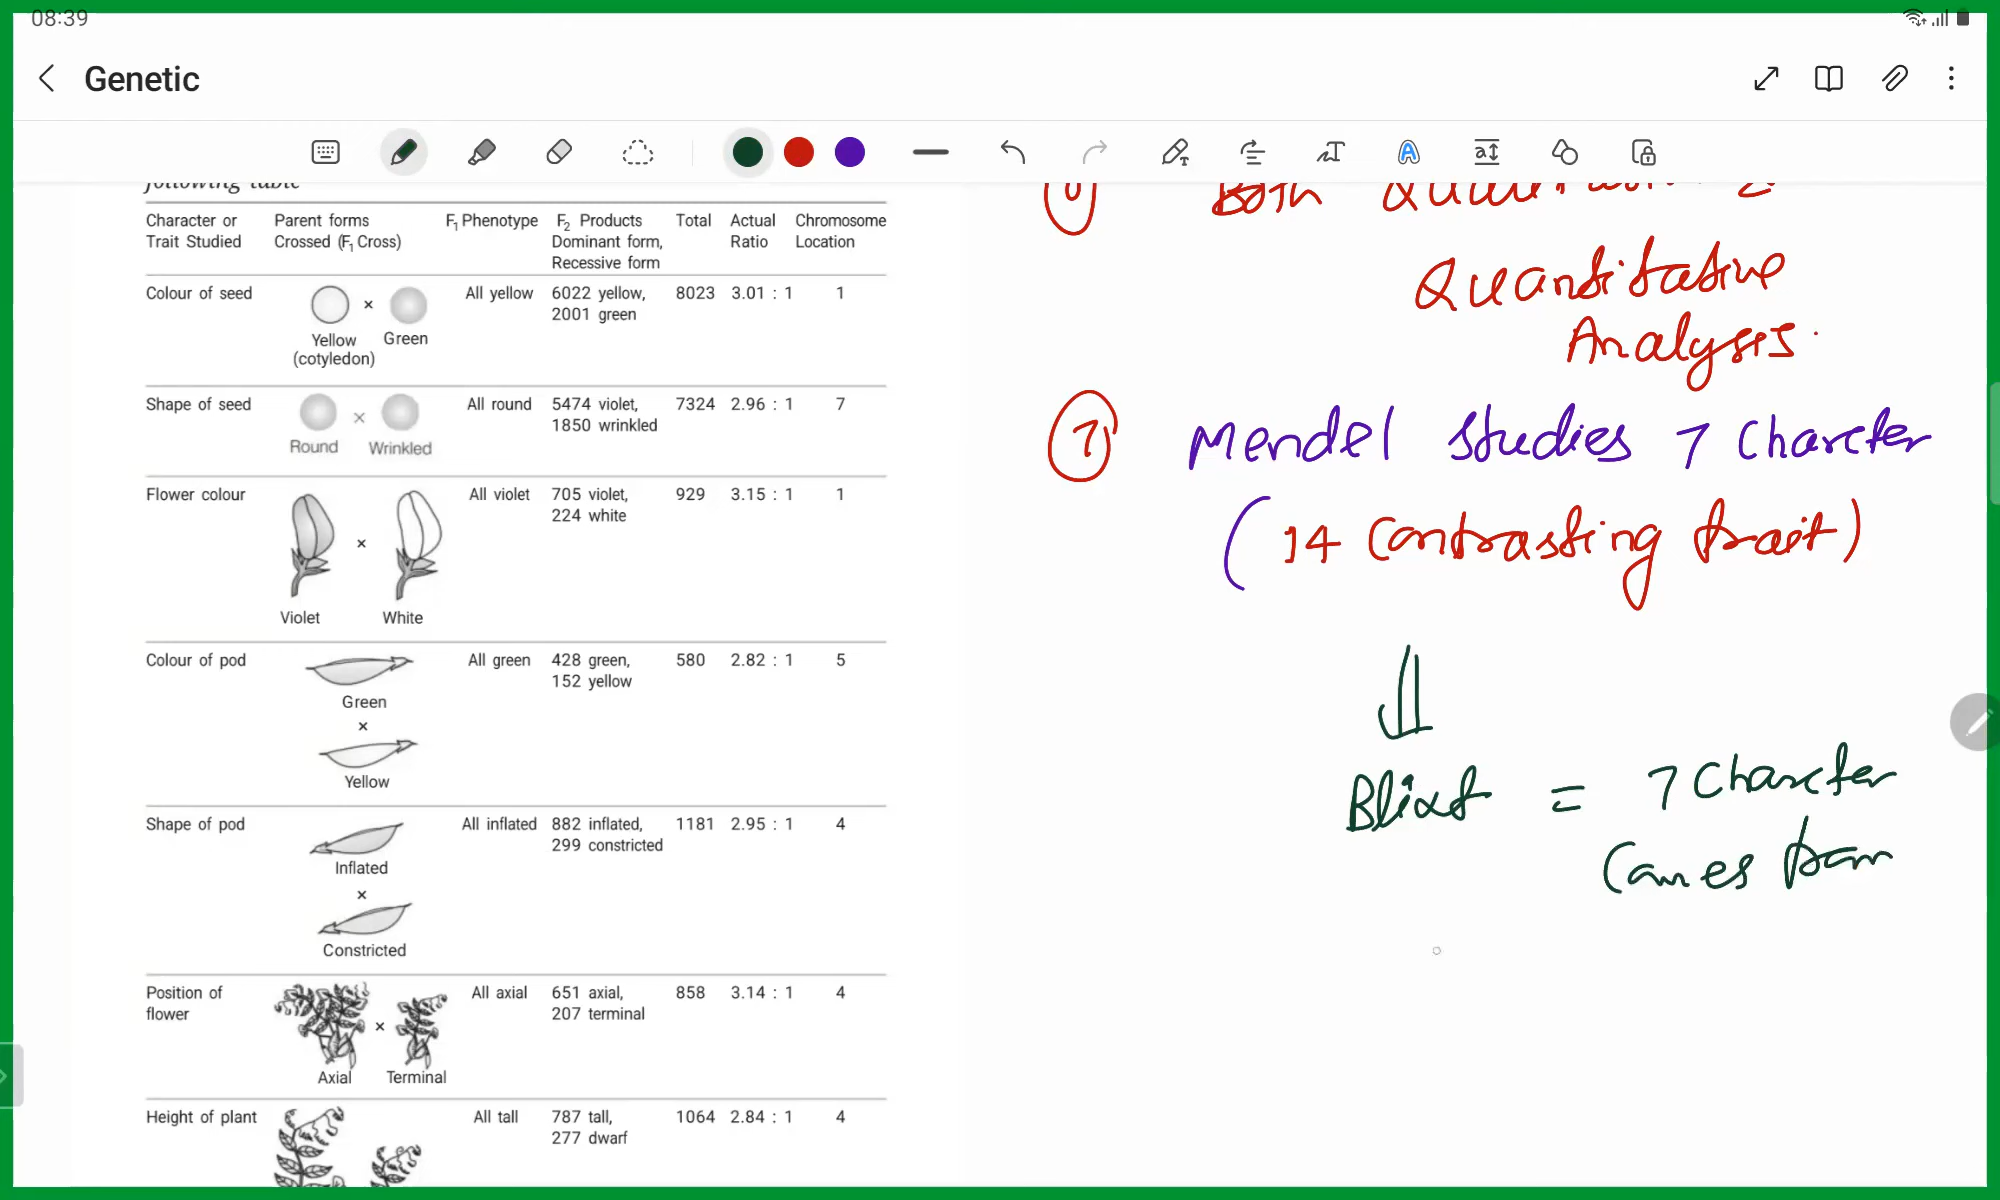 08:39
Genetic
following table
Character or Trait Studied	Parent forms Crossed (F1 Cross)	F1 Phenotype	F2 Products Dominant form, Recessive form	Total	Actual Ratio	Chromosome Location
Colour of seed	All yellow	6022 yellow, 2001 green	8023	3.01 : 1	1
×
Yellow (cotyledon)	Green
Shape of seed	All round	5474 violet, 1850 wrinkled	7324	2.96 : 1	7
×
Round	Wrinkled
Flower colour	All violet	705 violet, 224 white	929	3.15 : 1	1
×
Violet	White
Colour of pod	All green	428 green, 152 yellow	580	2.82 : 1	5
Green
×
Yellow
Shape of pod	All inflated	882 inflated, 299 constricted	1181	2.95 : 1	4
Inflated
×
Constricted
Position of flower	All axial	651 axial, 207 terminal	858	3.14 : 1	4
×
Axial	Terminal
Height of plant	All tall	787 tall, 277 dwarf	1064	2.84 : 1	4
Both
Quantitative
Analysis.
7 Mendel studies 7 Charcter
(14 Contrasting trait)
Blixt = 7 Charcter
Comes from